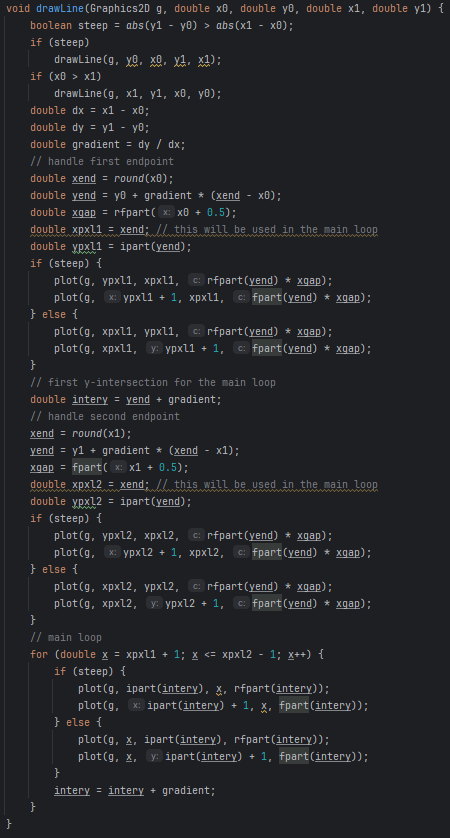 void drawLine(Graphics2D g, double x0, double y0, double x1, double y1) {
    boolean steep = abs(y1 - y0) > abs(x1 - x0);
    if (steep)
        drawLine(g, y0, x0, y1, x1);
    if (x0 > x1)
        drawLine(g, x1, y1, x0, y0);
    double dx = x1 - x0;
    double dy = y1 - y0;
    double gradient = dy / dx;
    // handle first endpoint
    double xend = round(x0);
    double yend = y0 + gradient * (xend - x0);
    double xgap = rfpart( x: x0 + 0.5);
    double xpxl1 = xend; // this will be used in the main loop
    double ypxl1 = ipart(yend);
    if (steep) {
        plot(g, ypxl1, xpxl1, c: rfpart(yend) * xgap);
        plot(g, x: ypxl1 + 1, xpxl1, c: fpart(yend) * xgap);
    } else {
        plot(g, xpxl1, ypxl1, c: rfpart(yend) * xgap);
        plot(g, xpxl1, y: ypxl1 + 1, c: fpart(yend) * xgap);
    }
    // first y-intersection for the main loop
    double intery = yend + gradient;
    // handle second endpoint
    xend = round(x1);
    yend = y1 + gradient * (xend - x1);
    xgap = fpart( x: x1 + 0.5);
    double xpxl2 = xend; // this will be used in the main loop
    double ypxl2 = ipart(yend);
    if (steep) {
        plot(g, ypxl2, xpxl2, c: rfpart(yend) * xgap);
        plot(g, x: ypxl2 + 1, xpxl2, c: fpart(yend) * xgap);
    } else {
        plot(g, xpxl2, ypxl2, c: rfpart(yend) * xgap);
        plot(g, xpxl2, y: ypxl2 + 1, c: fpart(yend) * xgap);
    }
    // main loop
    for (double x = xpxl1 + 1; x <= xpxl2 - 1; x++) {
        if (steep) {
            plot(g, ipart(intery), x, rfpart(intery));
            plot(g, x: ipart(intery) + 1, x, fpart(intery));
        } else {
            plot(g, x, ipart(intery), rfpart(intery));
            plot(g, x, y: ipart(intery) + 1, fpart(intery));
        }
        intery = intery + gradient;
    }
}